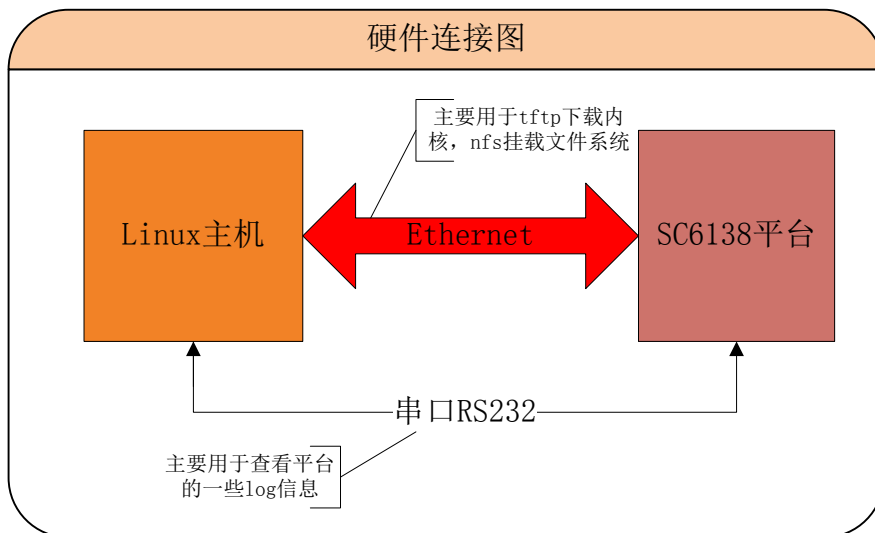 硬件连接图
主要用于tftp下载内
核，nfs挂载文件系统
Linux主机
Ethernet
SC6138平台
串口RS232
主要用于查看平台
的一些log信息